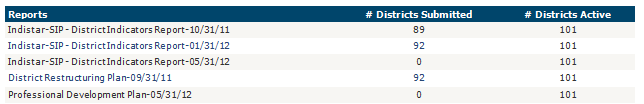 Reports # Districts Submitted # Districts Active
Indistar-SIP - District Indicators Report-10/31/11 89 101
Indistar-SIP - District Indicators Report-01/31/12 92 101
Indistar-SIP - District Indicators Report-05/31/12 0 101
District Restructuring Plan-09/31/11 92 101
Professional Development Plan-05/31/12 0 101